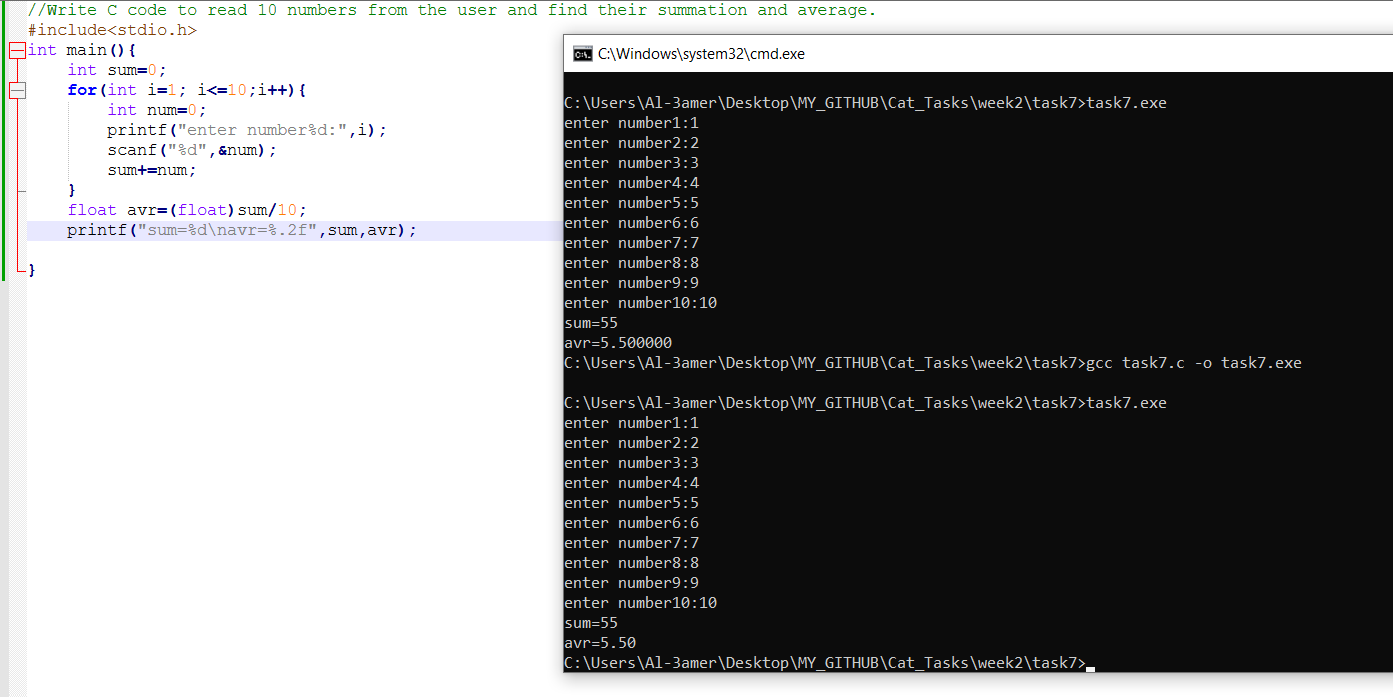 //Write C code to read 10 numbers from the user and find their summation and average.
#include<stdio.h>
int main(){
    int sum=0;
    for(int i=1; i<=10;i++){
        int num=0;
        printf("enter number%d:",i);
        scanf("%d",&num);
        sum+=num;
    }
    float avr=(float)sum/10;
    printf("sum=%d\navr=%.2f",sum,avr);
}
C:\Windows\system32\cmd.exe
C:\Users\Al-3amer\Desktop\MY_GITHUB\Cat_Tasks\week2\task7>task7.exe
enter number1:1
enter number2:2
enter number3:3
enter number4:4
enter number5:5
enter number6:6
enter number7:7
enter number8:8
enter number9:9
enter number10:10
sum=55
avr=5.500000
C:\Users\Al-3amer\Desktop\MY_GITHUB\Cat_Tasks\week2\task7>gcc task7.c -o task7.exe
C:\Users\Al-3amer\Desktop\MY_GITHUB\Cat_Tasks\week2\task7>task7.exe
enter number1:1
enter number2:2
enter number3:3
enter number4:4
enter number5:5
enter number6:6
enter number7:7
enter number8:8
enter number9:9
enter number10:10
sum=55
avr=5.50
C:\Users\Al-3amer\Desktop\MY_GITHUB\Cat_Tasks\week2\task7>